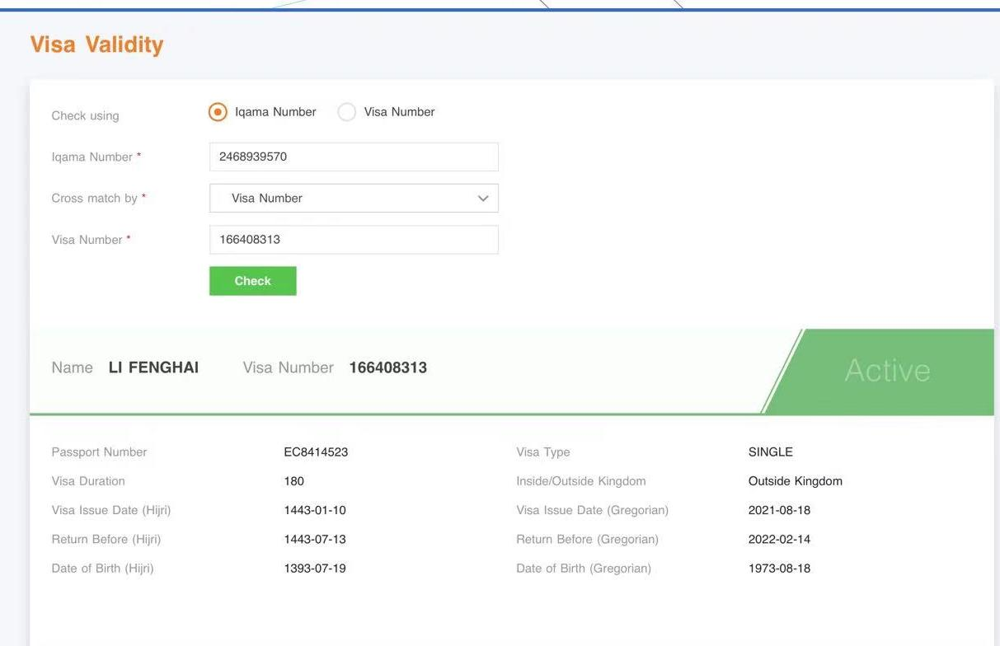 Visa Validity
Check using Iqama Number Visa Number
Iqama Number * 2468939570
Cross match by * Visa Number
Visa Number * 166408313
Check
Name LI FENGHAI Visa Number 166408313 Active
Passport Number EC8414523 Visa Type SINGLE
Visa Duration 180 Inside/Outside Kingdom Outside Kingdom
Visa Issue Date (Hijri) 1443-01-10 Visa Issue Date (Gregorian) 2021-08-18
Return Before (Hijri) 1443-07-13 Return Before (Gregorian) 2022-02-14
Date of Birth (Hijri) 1393-07-19 Date of Birth (Gregorian) 1973-08-18